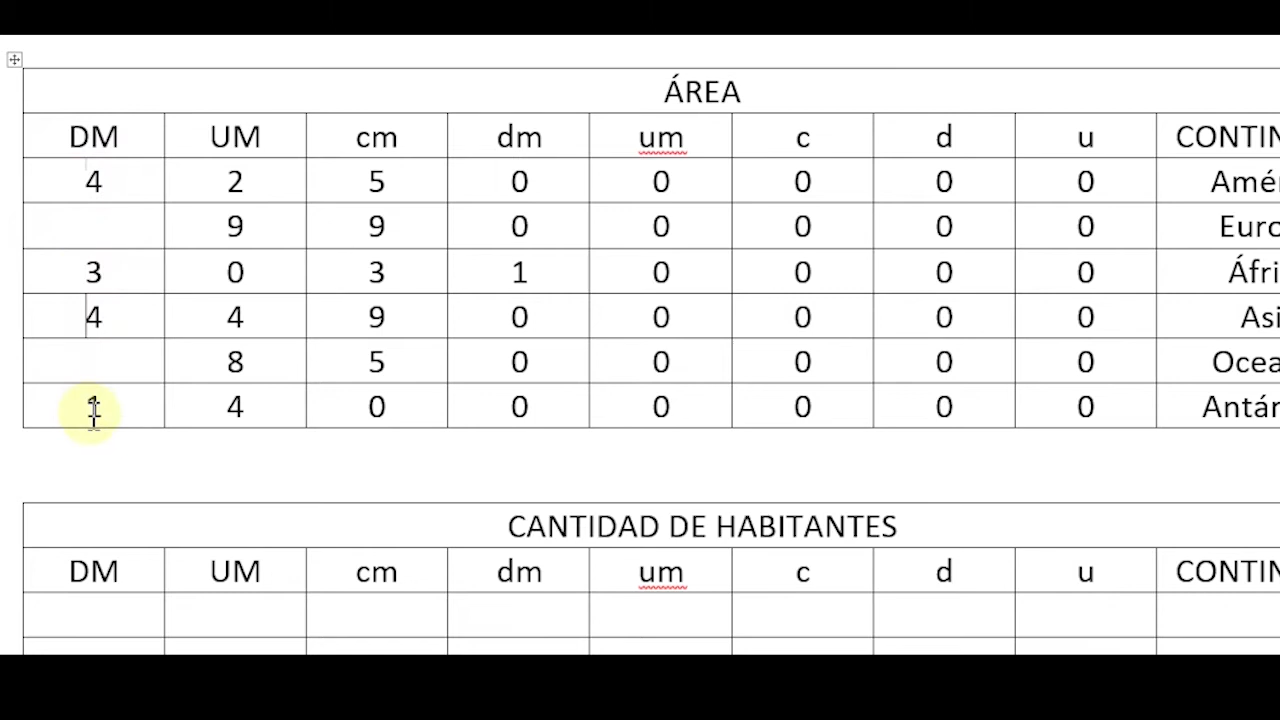 ÁREA
DM UM cm dm um c d u CONTIN
4 2 5 0 0 0 0 0 Amér
9 9 0 0 0 0 0 Euro
3 0 3 1 0 0 0 0 Áfri
4 4 9 0 0 0 0 0 Asi
8 5 0 0 0 0 0 Ocea
1 4 0 0 0 0 0 0 Antár
CANTIDAD DE HABITANTES
DM UM cm dm um c d u CONTIN